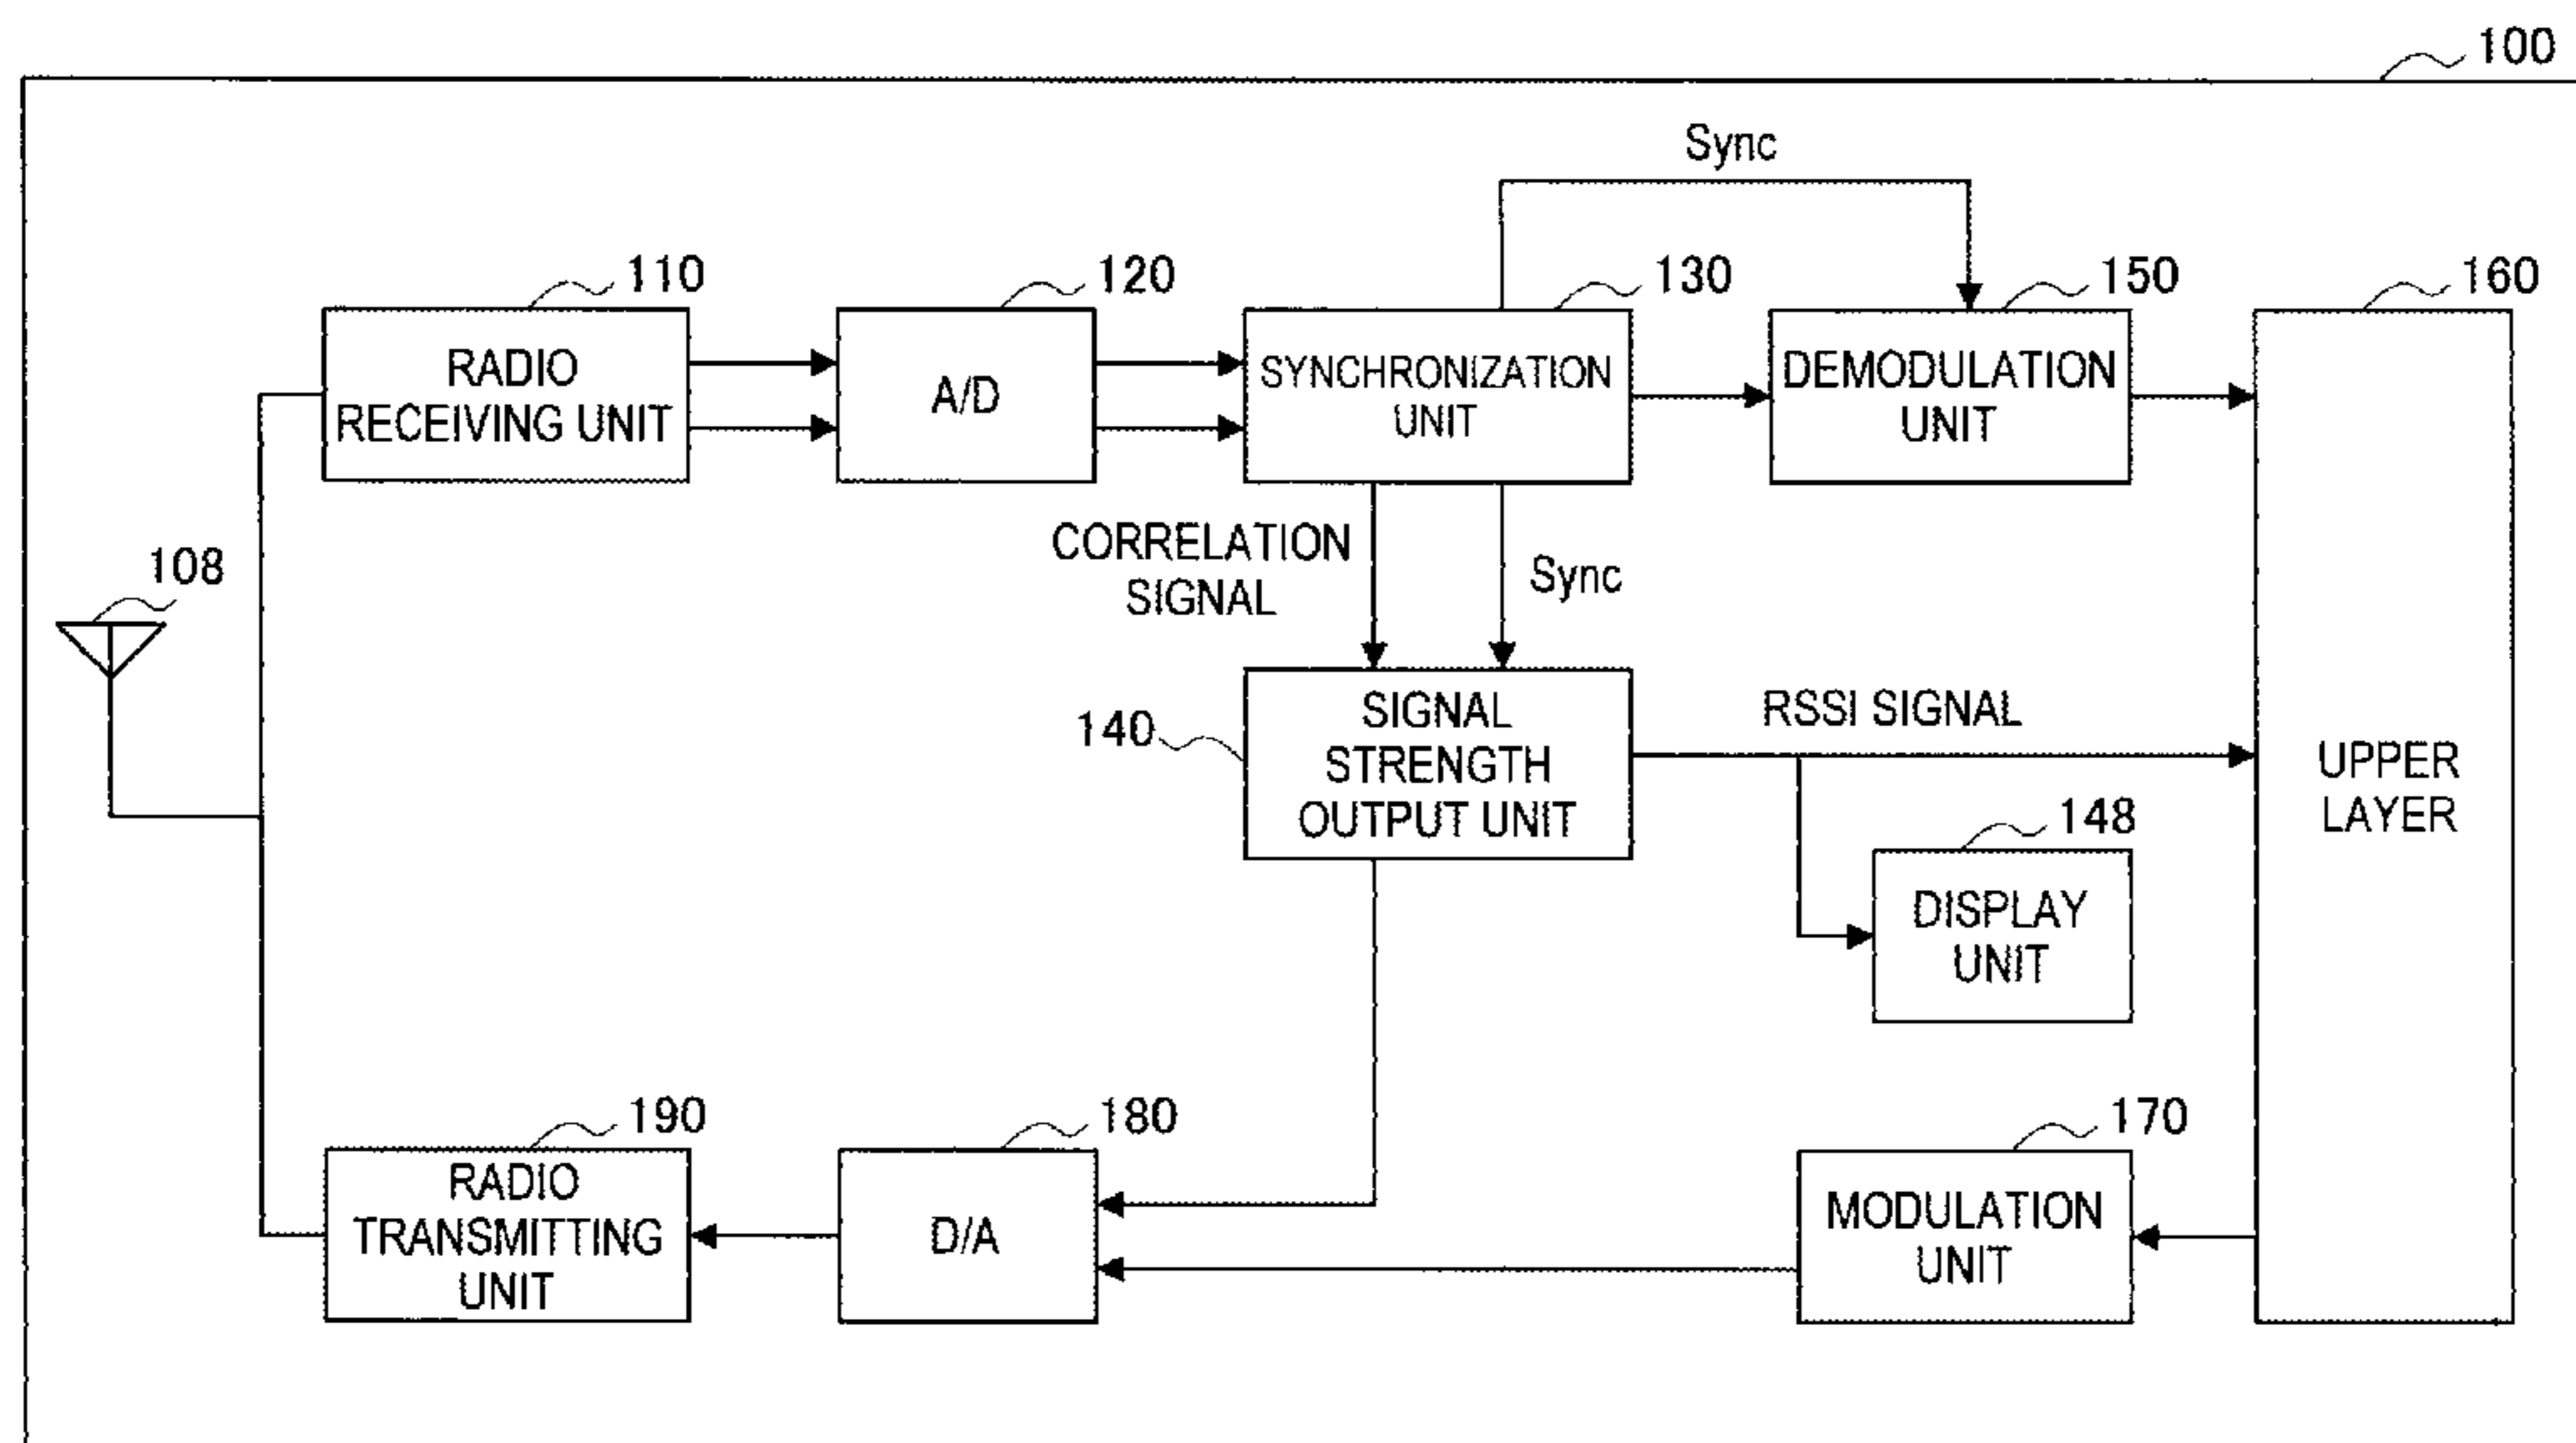 100
Sync
110
120
130
150
160
RADIO
RECEIVING UNIT
A/D
SYNCHRONIZATION
UNIT
DEMODULATION
UNIT
CORRELATION
SIGNAL
Sync
108
140
SIGNAL
STRENGTH
OUTPUT UNIT
RSSI SIGNAL
UPPER
LAYER
148
DISPLAY
UNIT
190
180
170
RADIO
TRANSMITTING
UNIT
D/A
MODULATION
UNIT